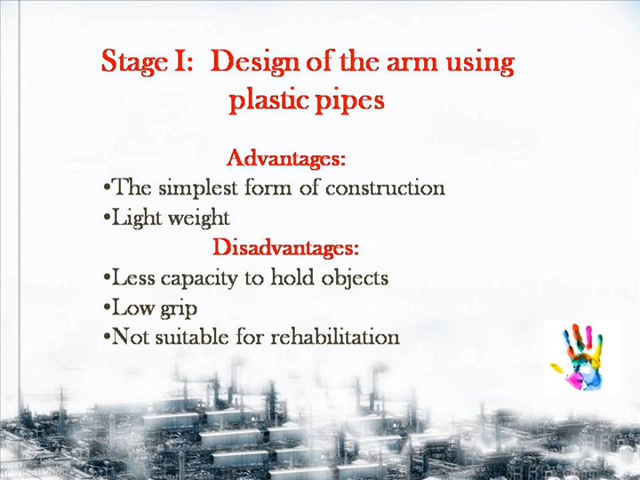 Stage I: Design of the arm using
plastic pipes
Advantages:
•The simplest form of construction
•Light weight
Disadvantages:
•Less capacity to hold objects
•Low grip
•Not suitable for rehabilitation